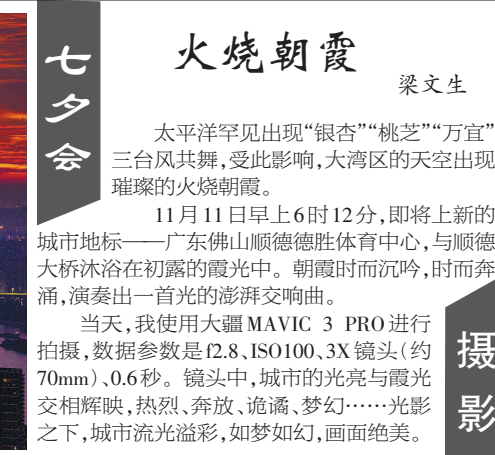 七夕会
火烧朝霞
梁文生
太平洋罕见出现“银杏”“桃芝”“万宜”
三台风共舞,受此影响,大湾区的天空出现
璀璨的火烧朝霞。
11月11日早上6时12分,即将上新的
城市地标——广东佛山顺德德胜体育中心,与顺德
大桥沐浴在初露的霞光中。朝霞时而沉吟,时而奔
涌,演奏出一首光的澎湃交响曲。
当天,我使用大疆MAVIC 3 PRO进行
拍摄,数据参数是f2.8、ISO100、3X镜头(约
70mm)、0.6秒。镜头中,城市的光亮与霞光
交相辉映,热烈、奔放、诡谲、梦幻……光影
之下,城市流光溢彩,如梦如幻,画面绝美。
摄影